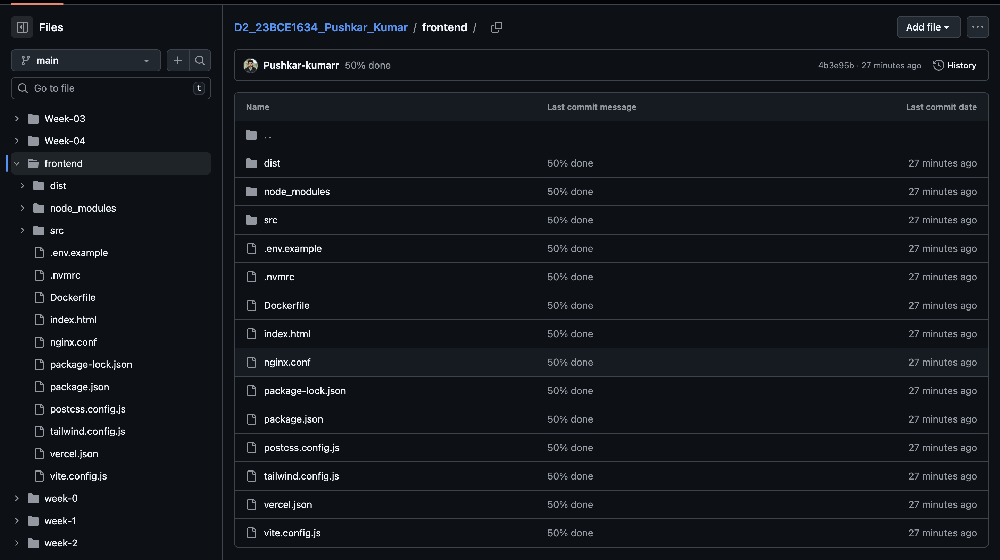 Files
main
Go to file
t
Week-03
Week-04
frontend
dist
node_modules
src
.env.example
.nvmrc
Dockerfile
index.html
nginx.conf
package-lock.json
package.json
postcss.config.js
tailwind.config.js
vercel.json
vite.config.js
week-0
week-1
week-2
D2_23BCE1634_Pushkar_Kumar / frontend /
Add file
Pushkar-kumarr 50% done 4b3e95b · 27 minutes ago History
Name Last commit message Last commit date
..
dist 50% done 27 minutes ago
node_modules 50% done 27 minutes ago
src 50% done 27 minutes ago
.env.example 50% done 27 minutes ago
.nvmrc 50% done 27 minutes ago
Dockerfile 50% done 27 minutes ago
index.html 50% done 27 minutes ago
nginx.conf 50% done 27 minutes ago
package-lock.json 50% done 27 minutes ago
package.json 50% done 27 minutes ago
postcss.config.js 50% done 27 minutes ago
tailwind.config.js 50% done 27 minutes ago
vercel.json 50% done 27 minutes ago
vite.config.js 50% done 27 minutes ago